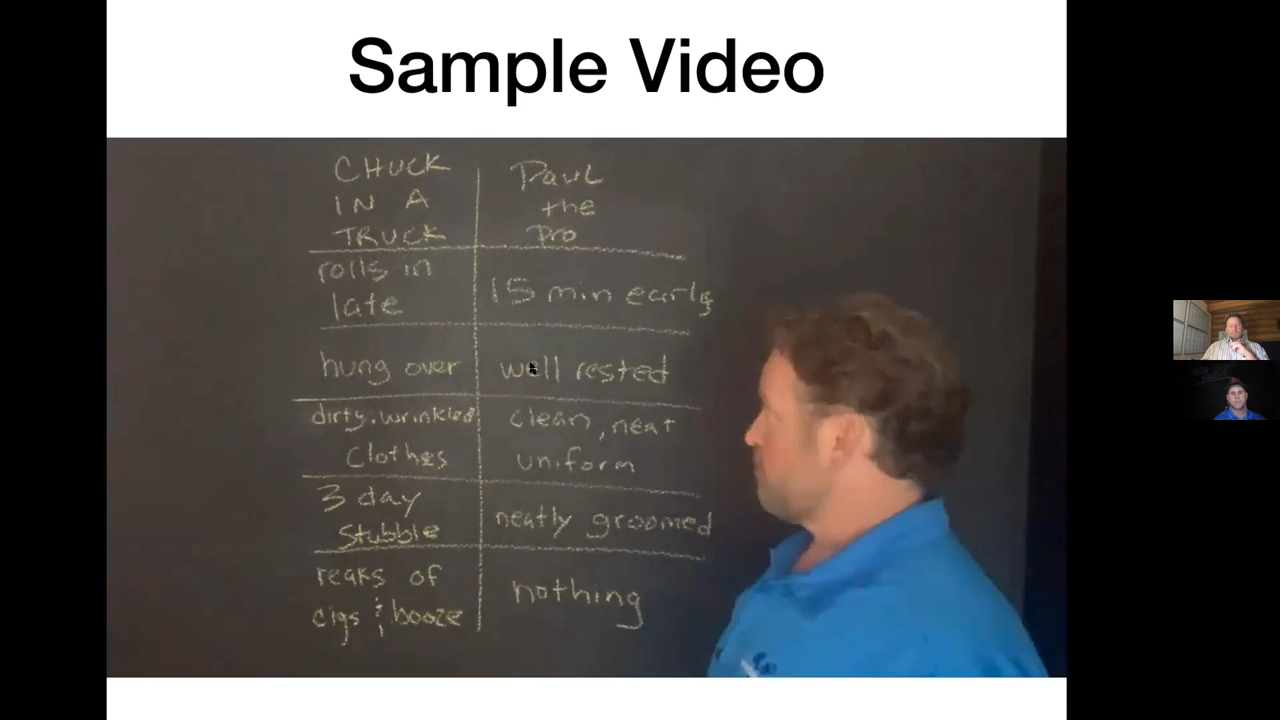 Sample Video
CHUCK
IN A
TRUCK
Paul
the
Pro
rolls in
late
15 min early
hung over
well rested
dirty, wrinkled
Clothes
clean, neat
uniform
3 day
Stubble
neatly groomed
reaks of
cigs & booze
nothing